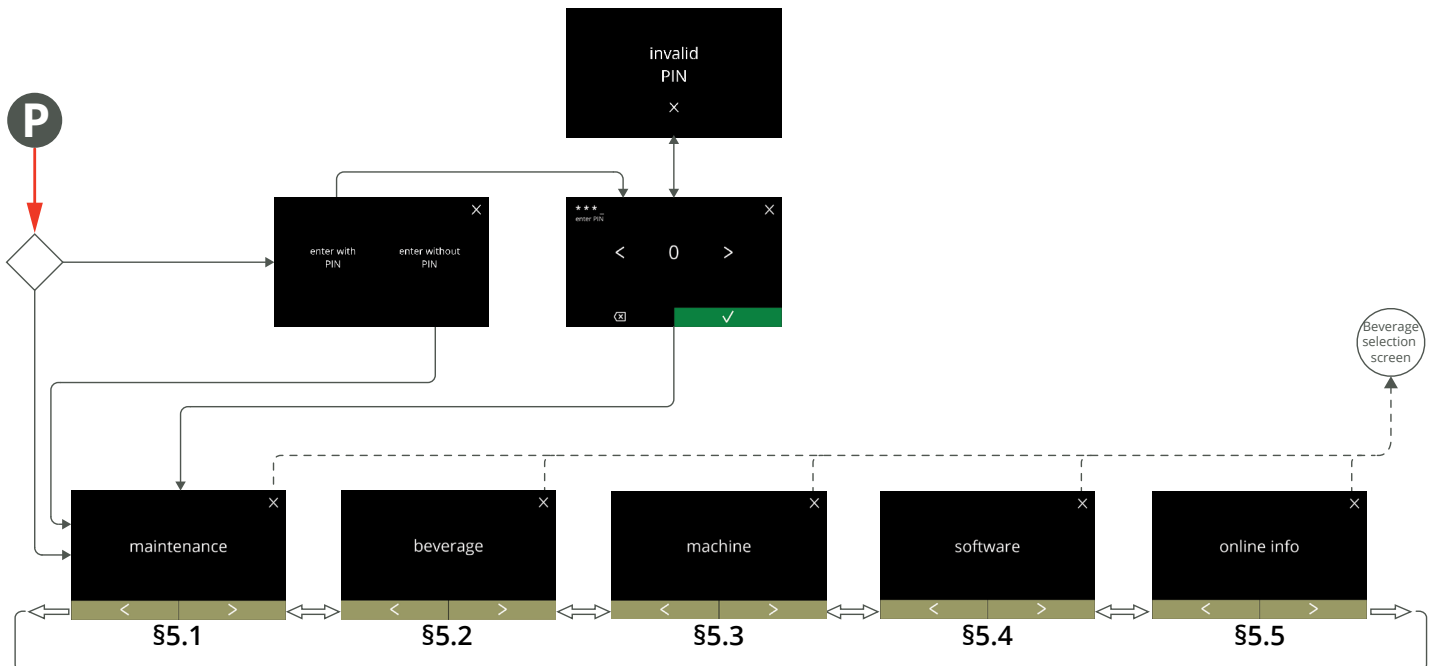 invalid
PIN
P
enter with
PIN
enter without
PIN
* * * _
enter PIN
< 0 >
Beverage
selection
screen
maintenance
beverage
machine
software
online info
< >
< >
< >
< >
< >
§5.1
§5.2
§5.3
§5.4
§5.5